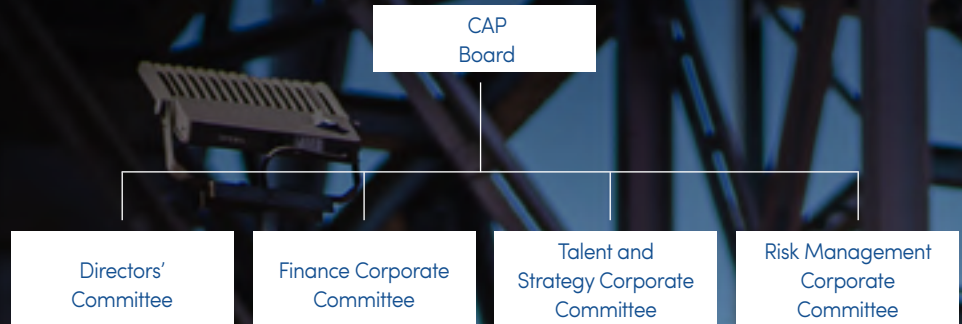 CAP
Board
Directors’
Committee
Finance Corporate
Committee
Talent and
Strategy Corporate
Committee
Risk Management
Corporate
Committee